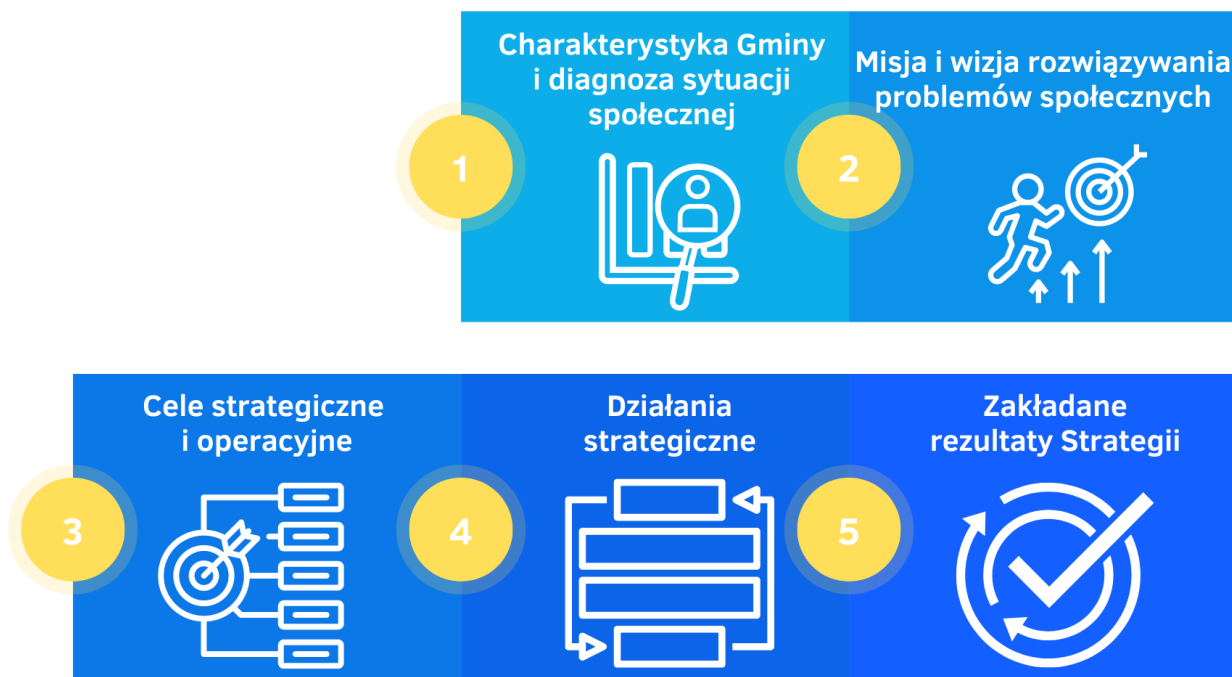 1
Charakterystyka Gminy
i diagnoza sytuacji
społecznej
2
Misja i wizja rozwiązywania
problemów społecznych
3
Cele strategiczne
i operacyjne
4
Działania
strategiczne
5
Zakładane
rezultaty Strategii